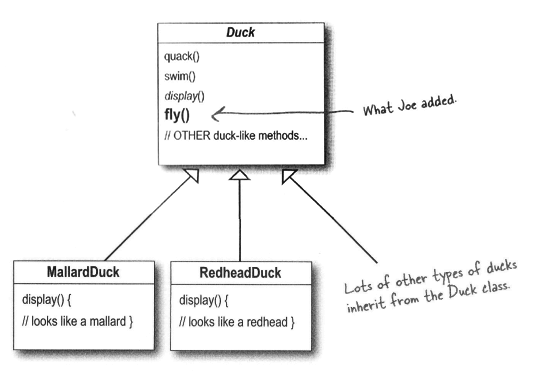 Duck
quack()
swim()
display()
fly()
// OTHER duck-like methods...
What Joe added.
MallardDuck
display() {
// looks like a mallard }
RedheadDuck
display() {
// looks like a redhead }
Lots of other types of ducks
inherit from the Duck class.